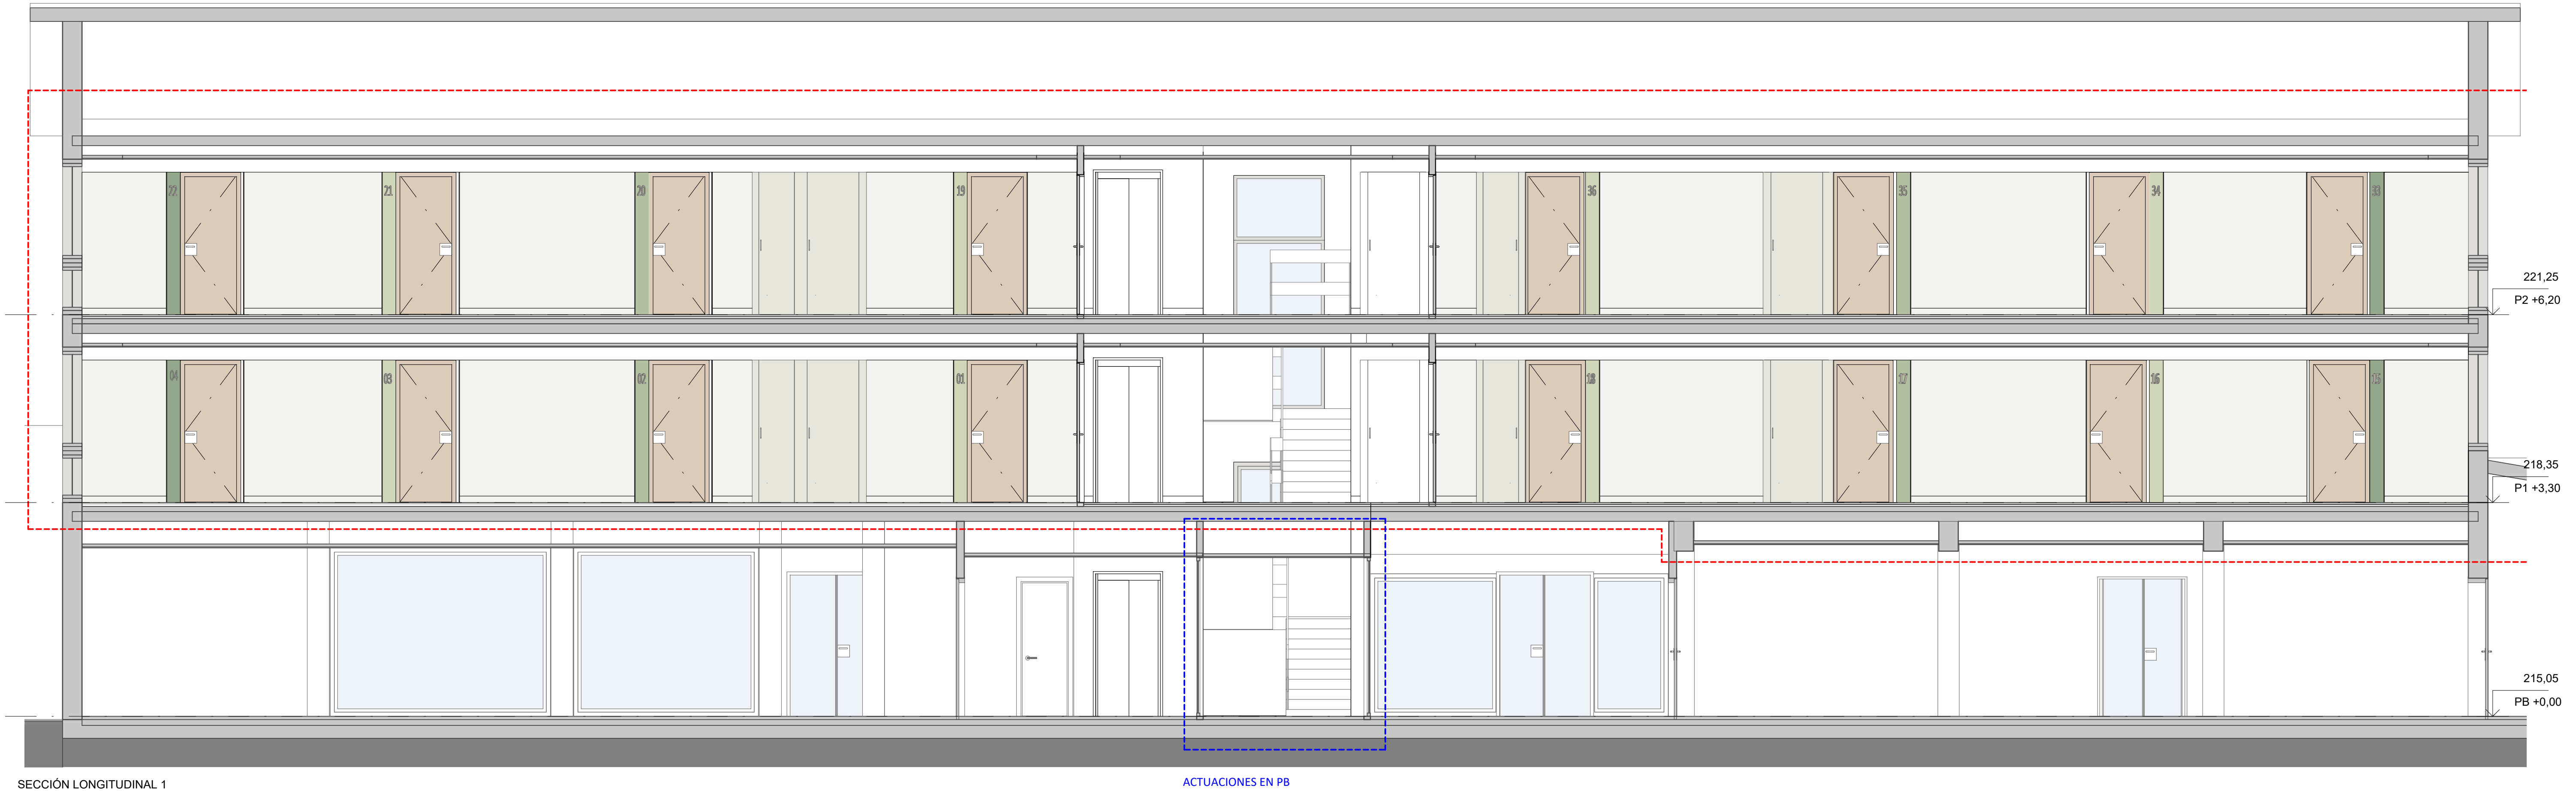 22 21 20 19 36 35 34 33
221,25
P2 +6,20
04 03 02 01 18 17 16 15
218,35
P1 +3,30
215,05
PB +0,00
SECCIÓN LONGITUDINAL 1
ACTUACIONES EN PB